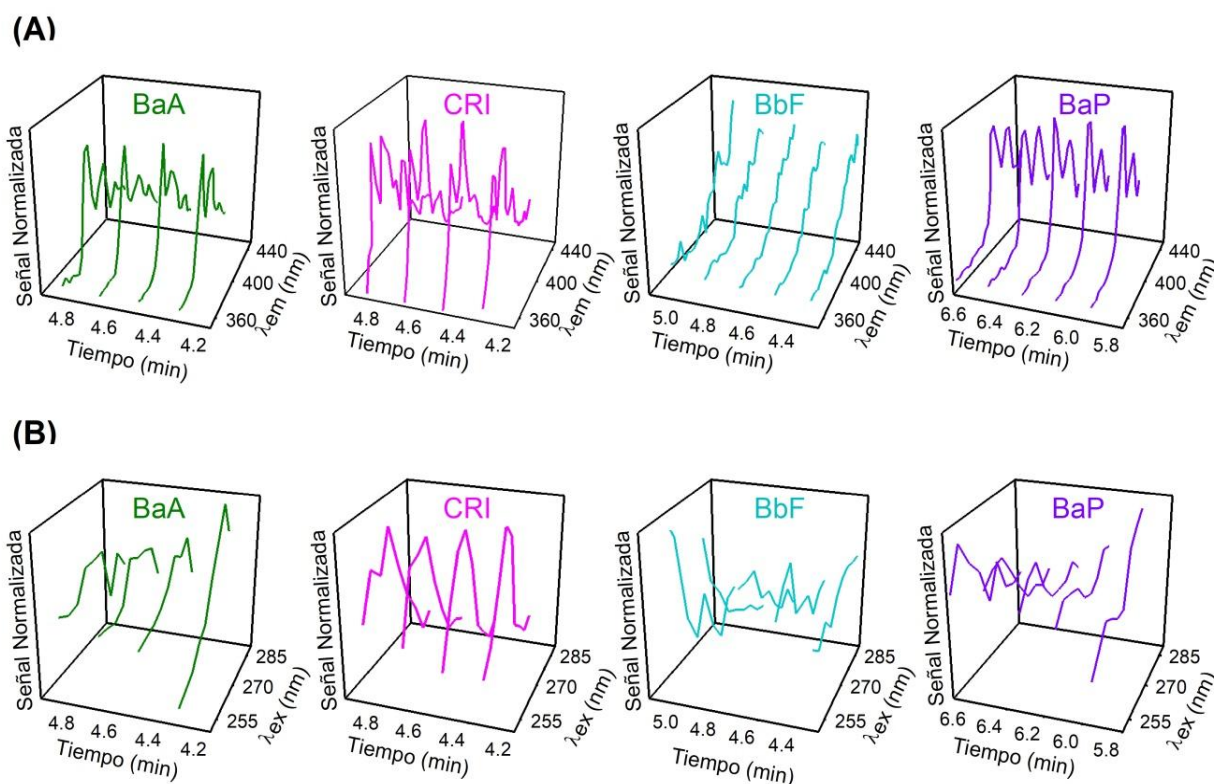 (A)
BaA
Señal Normalizada
4.8
4.6
4.4
4.2
Tiempo (min)
360
400
440
λem (nm)
CRI
Señal Normalizada
4.8
4.6
4.4
4.2
Tiempo (min)
360
400
440
λem (nm)
BbF
Señal Normalizada
5.0
4.8
4.6
4.4
Tiempo (min)
360
400
440
λem (nm)
BaP
Señal Normalizada
6.6
6.4
6.2
6.0
5.8
Tiempo (min)
360
400
440
λem (nm)
(B)
BaA
Señal Normalizada
4.8
4.6
4.4
4.2
Tiempo (min)
255
270
285
λex (nm)
CRI
Señal Normalizada
4.8
4.6
4.4
4.2
Tiempo (min)
255
270
285
λex (nm)
BbF
Señal Normalizada
5.0
4.8
4.6
4.4
Tiempo (min)
255
270
285
λex (nm)
BaP
Señal Normalizada
6.6
6.4
6.2
6.0
5.8
Tiempo (min)
255
270
285
λex (nm)